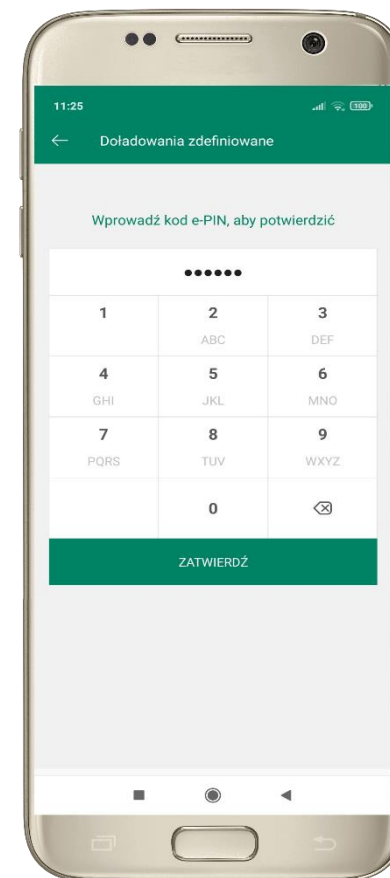 11:25
100
Doładowania zdefiniowane
Wprowadź kod e-PIN, aby potwierdzić
••••••
1 2 3
ABC DEF
4 5 6
GHI JKL MNO
7 8 9
PQRS TUV WXYZ
0
ZATWIERDŹ